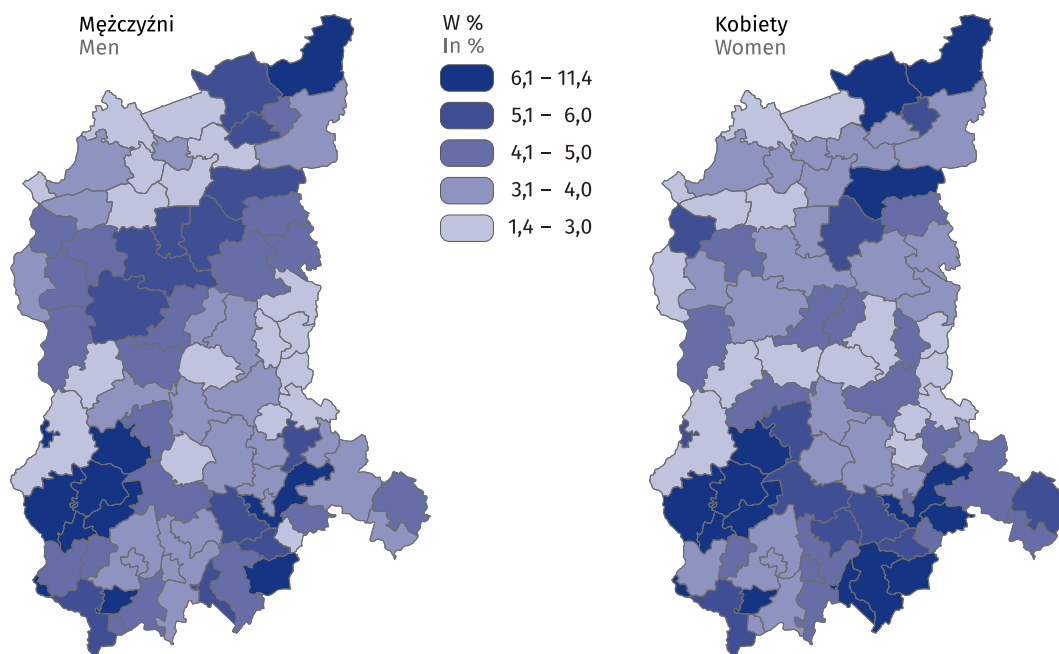 Mężczyźni
Men
W %
In %
6,1 – 11,4
5,1 – 6,0
4,1 – 5,0
3,1 – 4,0
1,4 – 3,0
Kobiety
Women